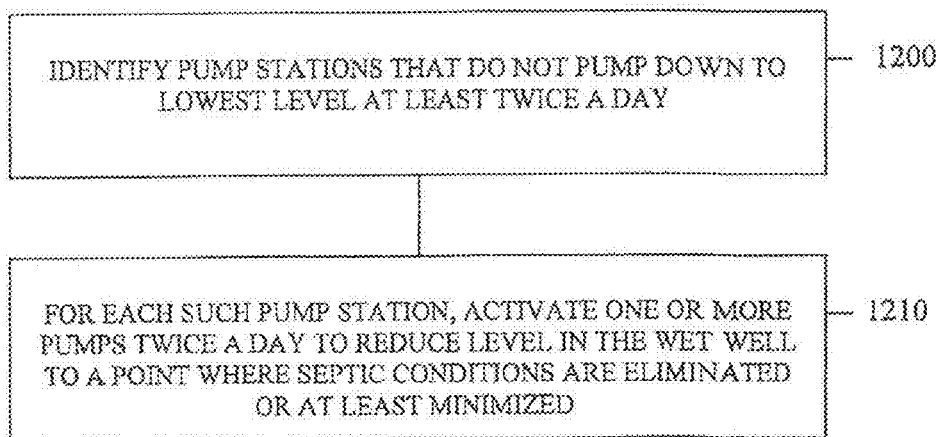 IDENTIFY PUMP STATIONS THAT DO NOT PUMP DOWN TO
LOWEST LEVEL AT LEAST TWICE A DAY
1200
FOR EACH SUCH PUMP STATION, ACTIVATE ONE OR MORE
PUMPS TWICE A DAY TO REDUCE LEVEL IN THE WET WELL
TO A POINT WHERE SEPTIC CONDITIONS ARE ELIMINATED
OR AT LEAST MINIMIZED
1210